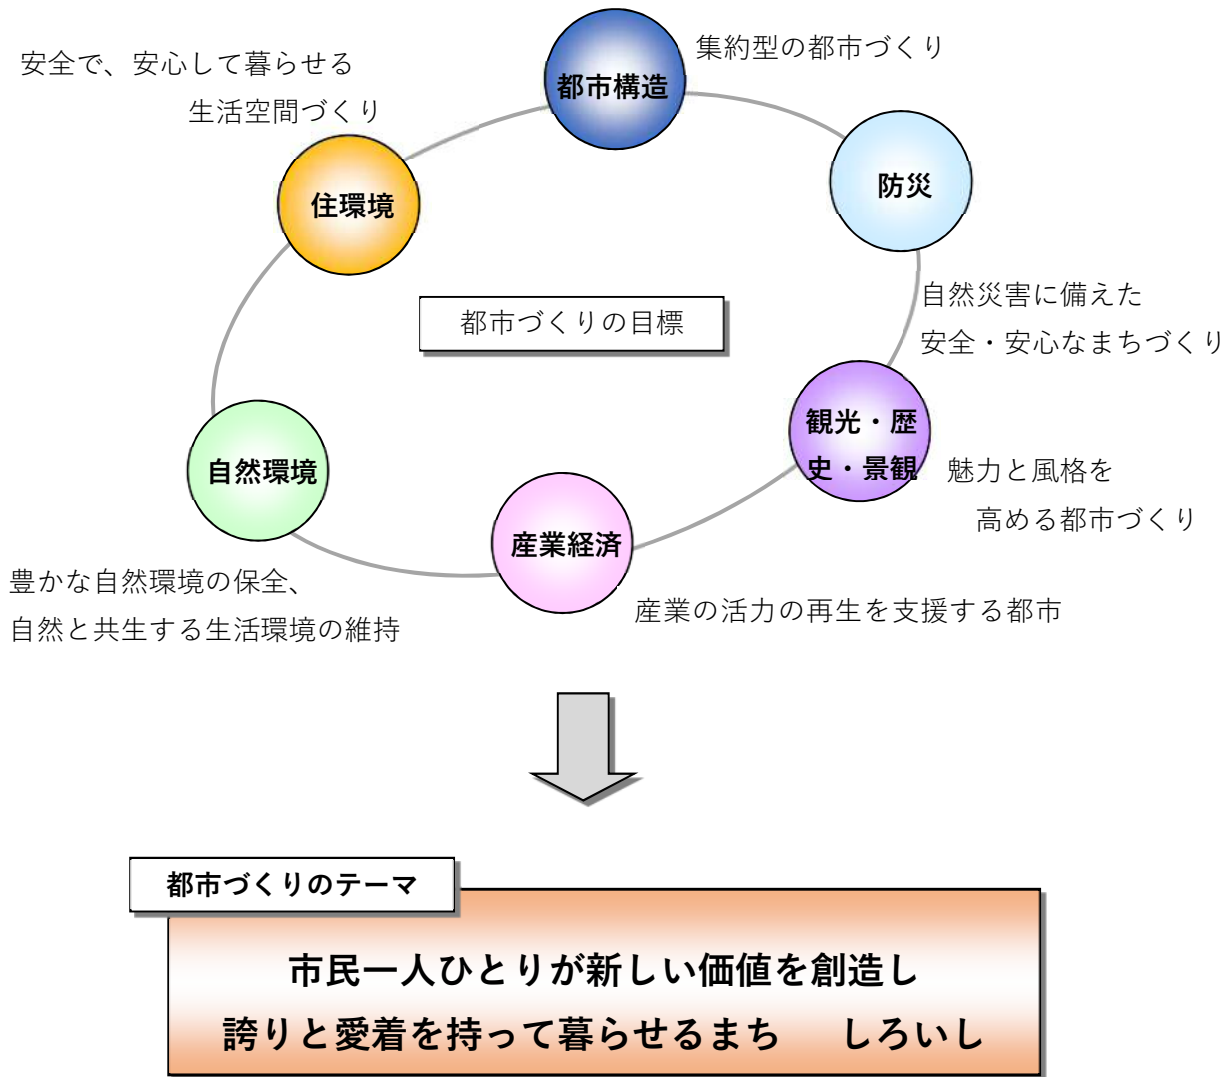 都市構造
集約型の都市づくり
防災
自然災害に備えた
安全・安心なまちづくり
観光・歴
史・景観
魅力と風格を
高める都市づくり
産業経済
産業の活力の再生を支援する都市
自然環境
豊かな自然環境の保全、
自然と共生する生活環境の維持
住環境
安全で、安心して暮らせる
生活空間づくり
都市づくりの目標
都市づくりのテーマ
市民一人ひとりが新しい価値を創造し
誇りと愛着を持って暮らせるまち　しろいし